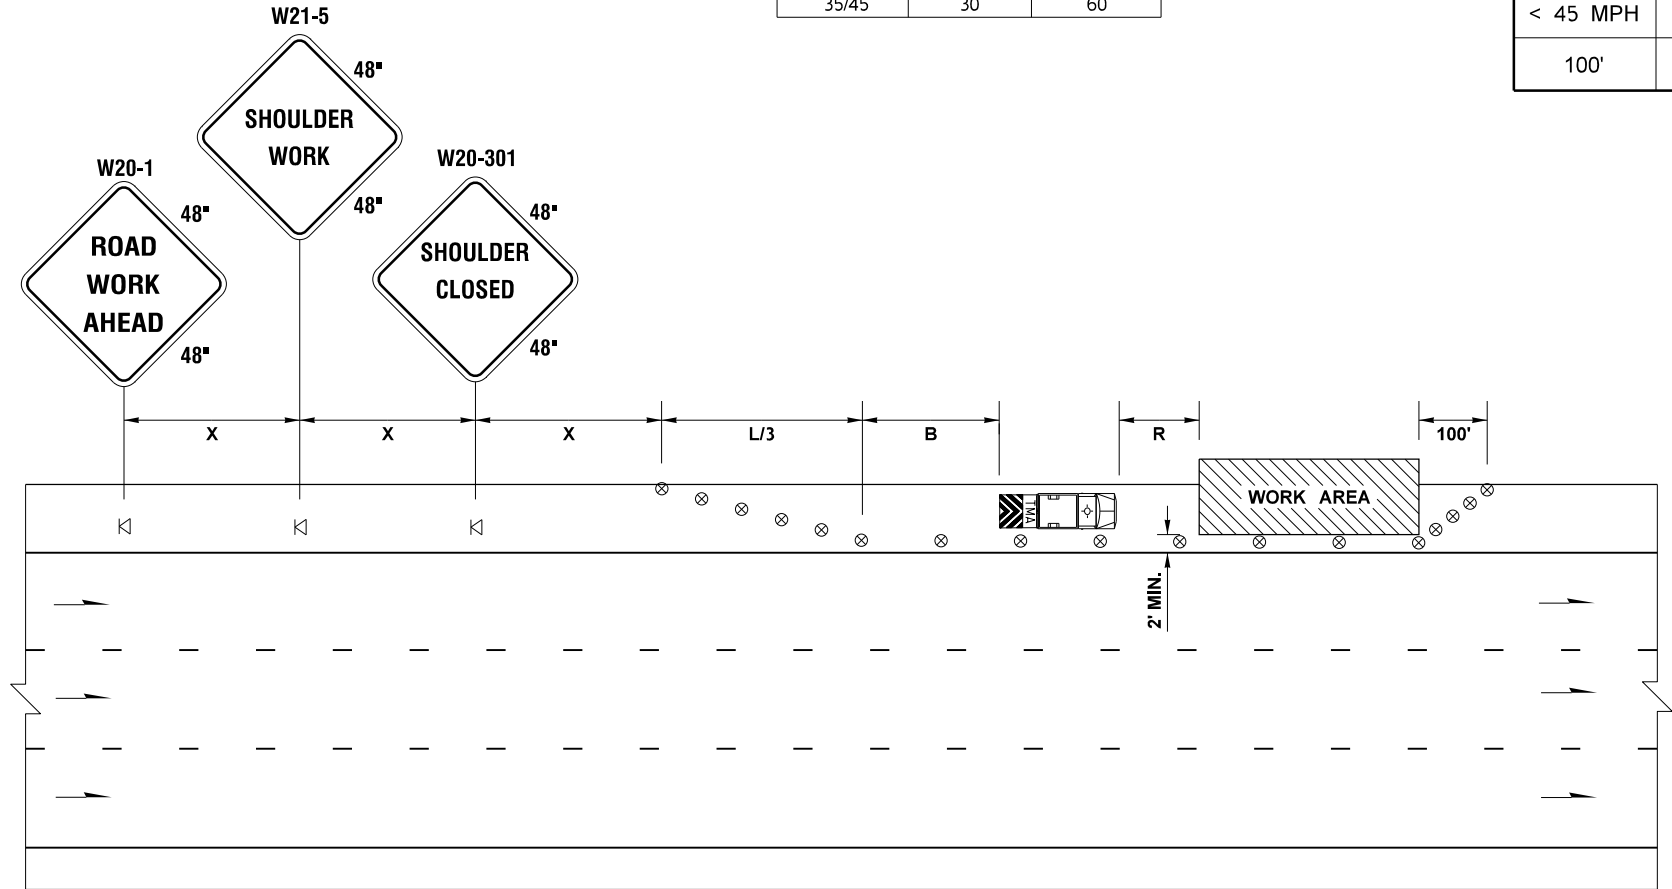 35/45 30 60
< 45 MPH
100'
W21-5
48"
SHOULDER
WORK
48"
W20-1
48"
ROAD
WORK
AHEAD
48"
W20-301
48"
SHOULDER
CLOSED
48"
X X X L/3 B R 100'
TMA
WORK AREA
2' MIN.